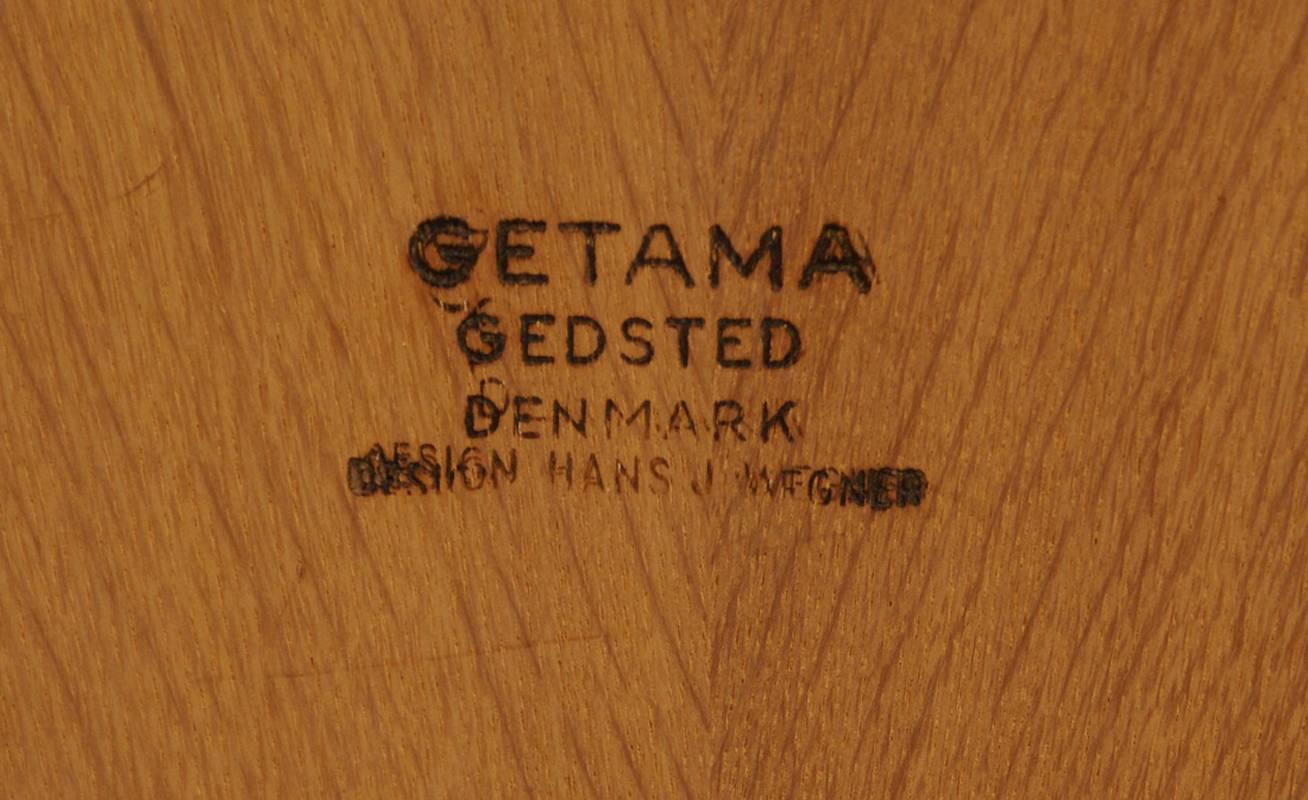 GETAMA
GEDSTED
DENMARK
DESIGN HANS J WEGNER